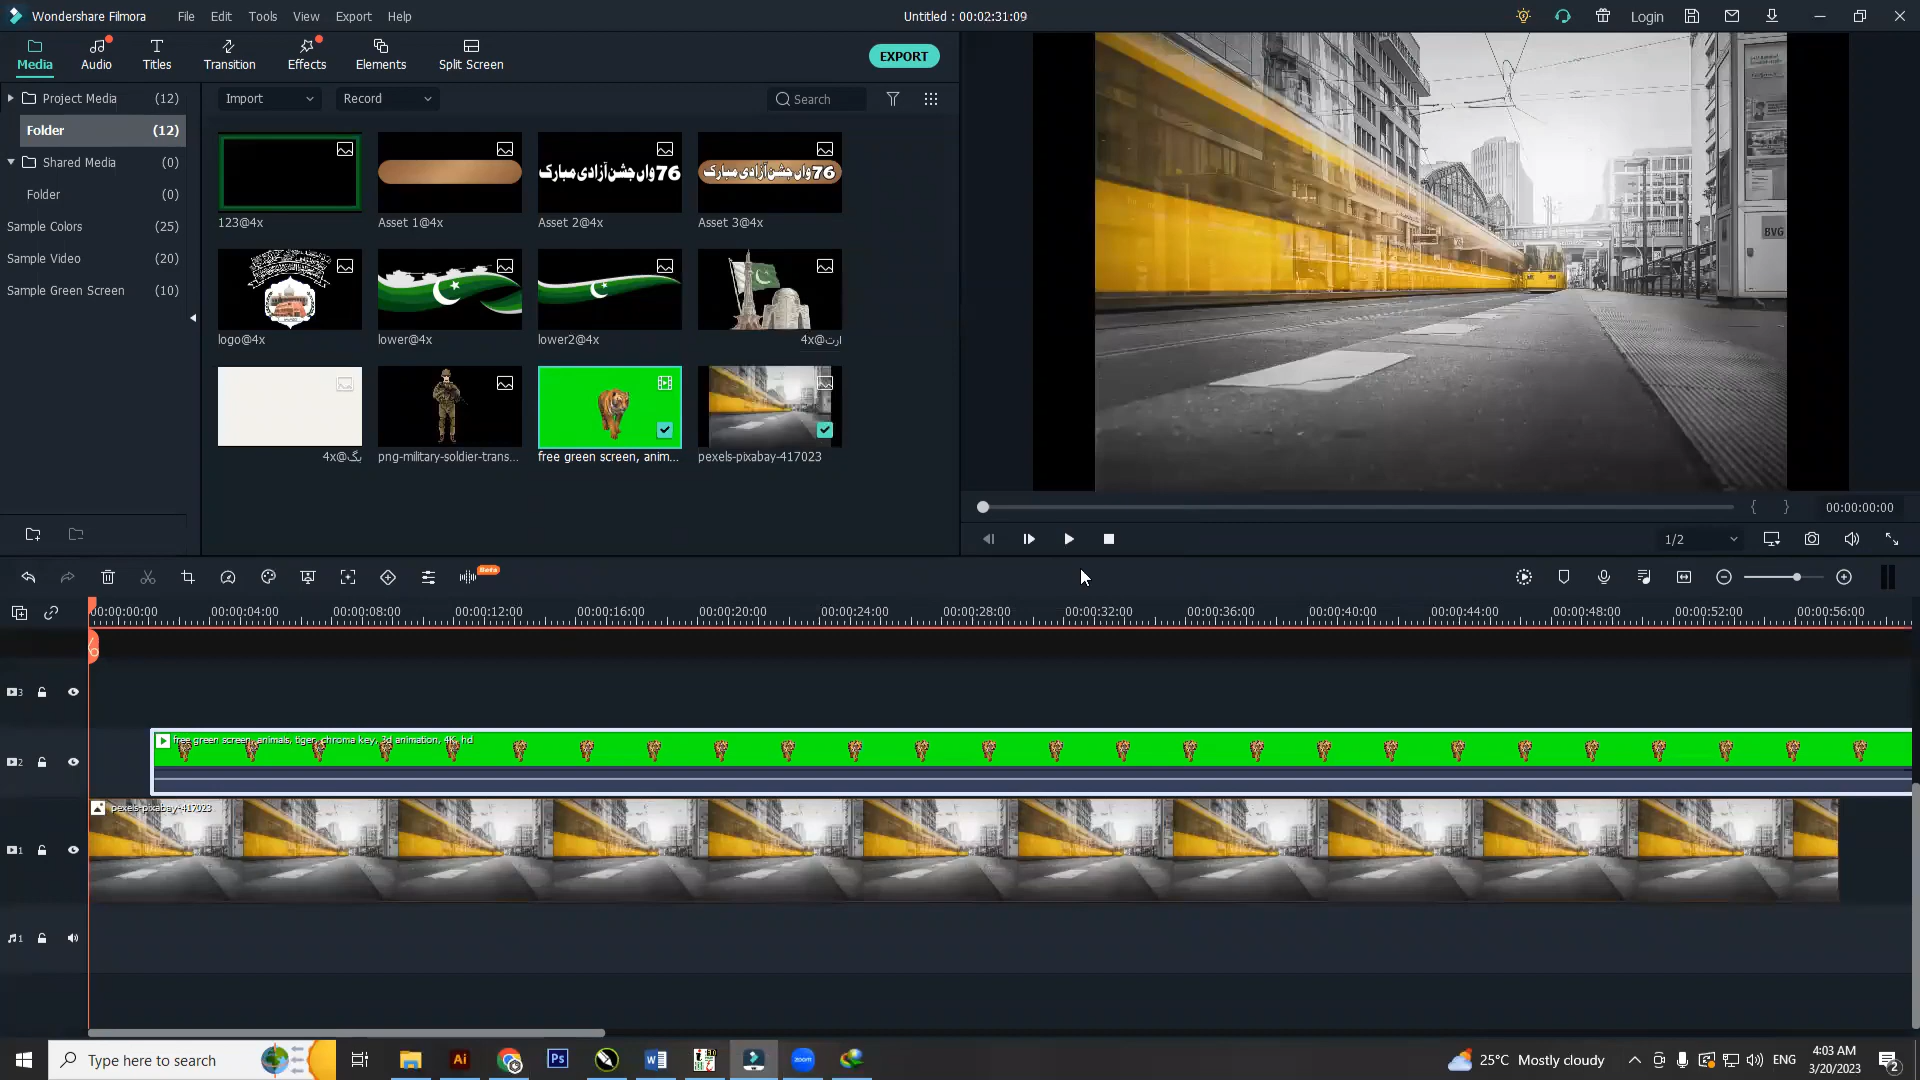 Wondershare Filmora File Edit Tools View Export Help
Untitled : 00:02:31:09
Login
Media Audio Titles Transition Effects Elements Split Screen
EXPORT
Project Media (12)
Folder (12)
Shared Media (0)
Folder (0)
Sample Colors (25)
Sample Video (20)
Sample Green Screen (10)
Import Record Search
76واں جشن آزادی مبارک
76واں جشن آزادی مبارک
123@4x Asset 1@4x Asset 2@4x Asset 3@4x
logo@4x lower@4x lower2@4x ارت@4x
بگ@4x png-military-soldier-trans... free green screen, anim... pexels-pixabay-417023
BVG
{ } 00:00:00:00
1/2
Beta
00:00:00:00 00:00:04:00 00:00:08:00 00:00:12:00 00:00:16:00 00:00:20:00 00:00:24:00 00:00:28:00 00:00:32:00 00:00:36:00 00:00:40:00 00:00:44:00 00:00:48:00 00:00:52:00 00:00:56:00
3
2
free green screen, animals, tiger, chroma key, 3d animation, 4K, hd
1
pexels-pixabay-417023
1
Type here to search
25°C Mostly cloudy
ENG
4:03 AM
3/20/2023
2